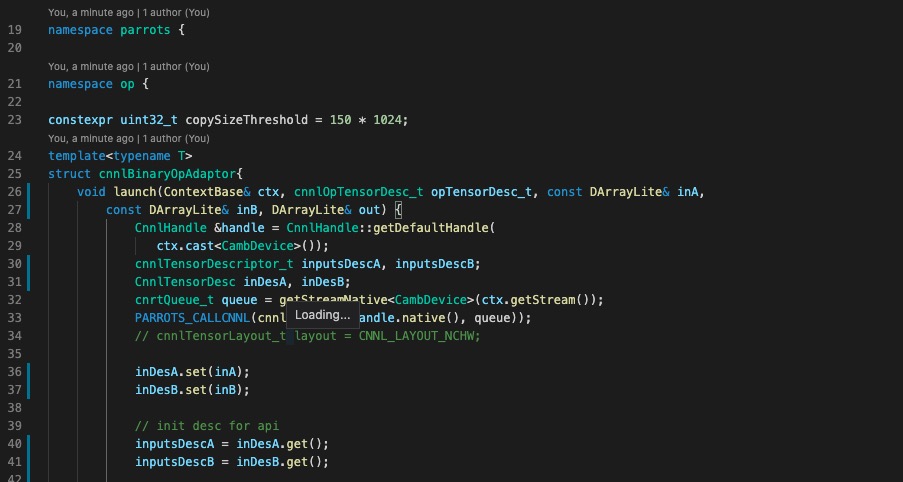 You, a minute ago | 1 author (You)
19 namespace parrots {
20
You, a minute ago | 1 author (You)
21 namespace op {
22
23 constexpr uint32_t copySizeThreshold = 150 * 1024;
You, a minute ago | 1 author (You)
24 template<typename T>
25 struct cnnlBinaryOpAdaptor{
26 void launch(ContextBase& ctx, cnnlOpTensorDesc_t opTensorDesc_t, const DArrayLite& inA,
27 const DArrayLite& inB, DArrayLite& out) {
28 CnnlHandle &handle = CnnlHandle::getDefaultHandle(
29 ctx.cast<CambDevice>());
30 cnnlTensorDescriptor_t inputsDescA, inputsDescB;
31 CnnlTensorDesc inDesA, inDesB;
32 cnrtQueue_t queue = getStreamNative<CambDevice>(ctx.getStream());
33 PARROTS_CALLCNNL(cnnl Loading... andle.native(), queue));
34 // cnnlTensorLayout_t layout = CNNL_LAYOUT_NCHW;
35
36 inDesA.set(inA);
37 inDesB.set(inB);
38
39 // init desc for api
40 inputsDescA = inDesA.get();
41 inputsDescB = inDesB.get();
42